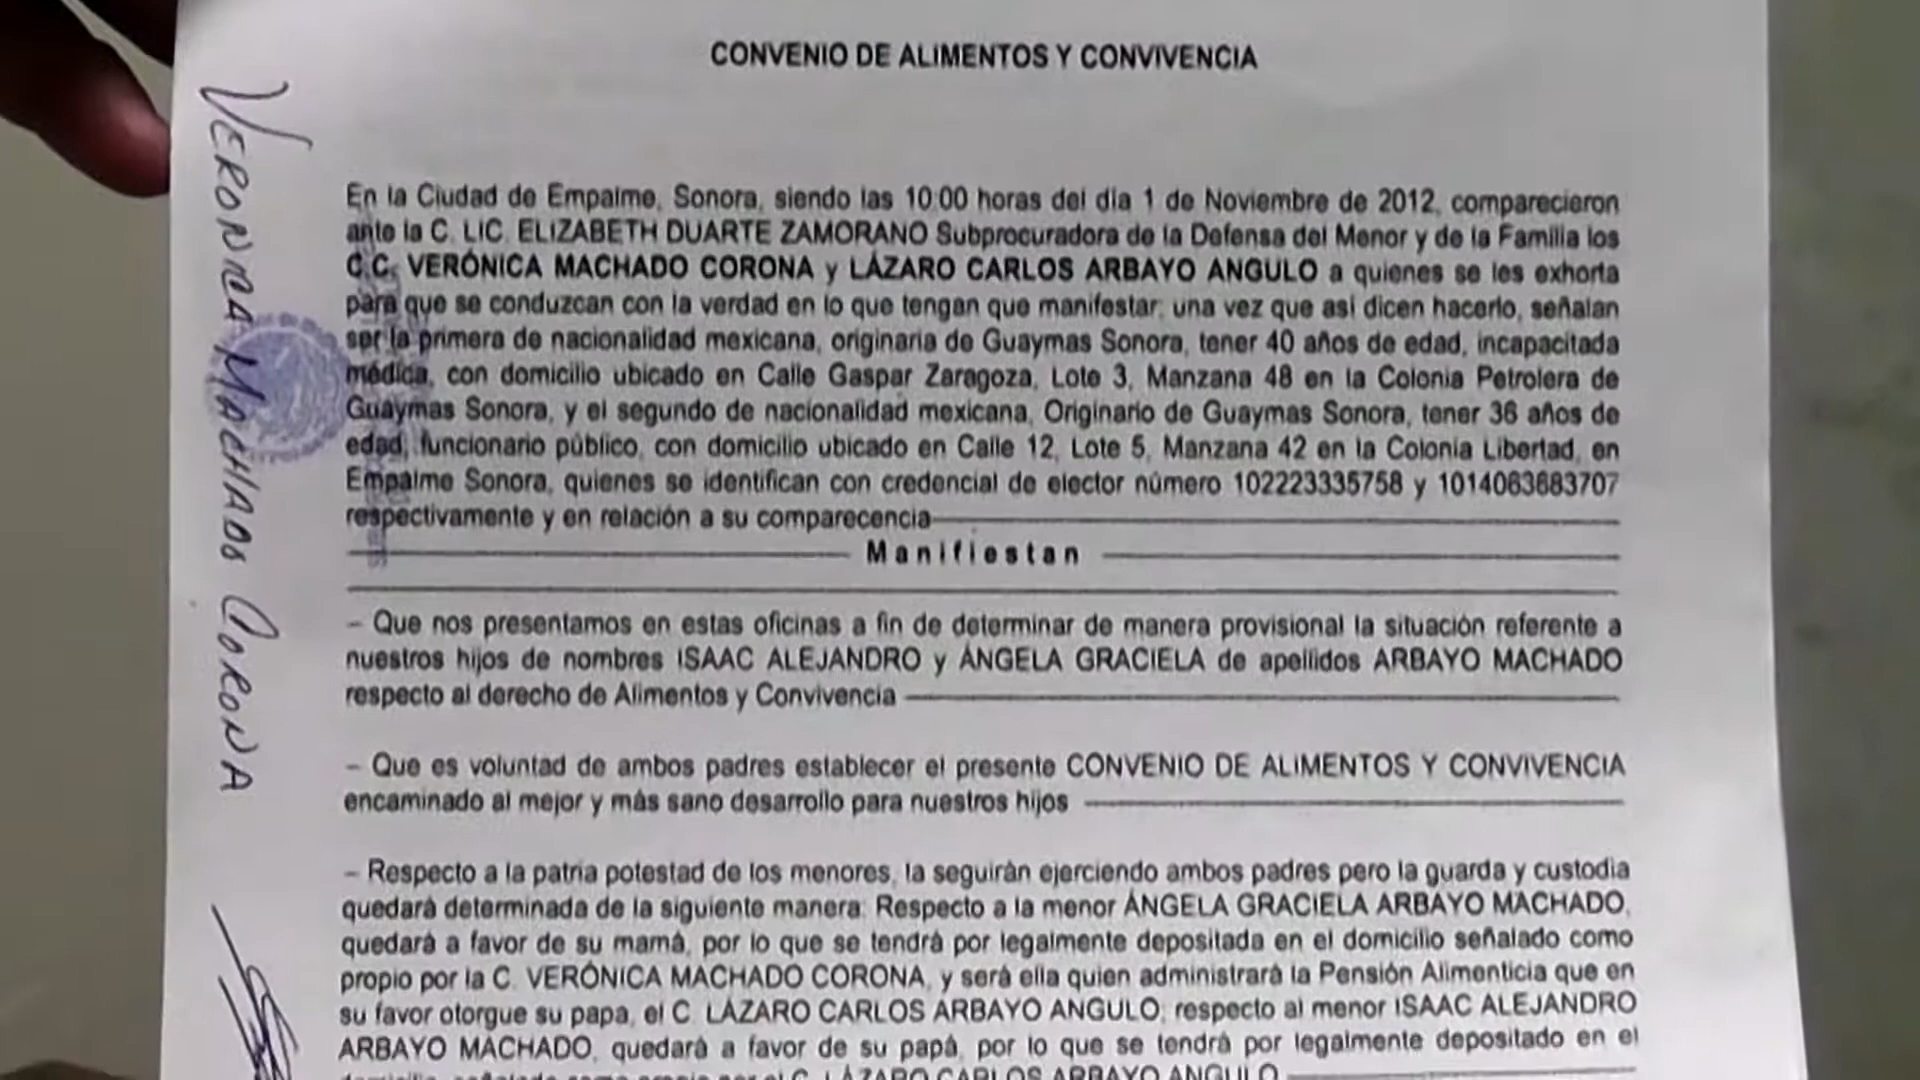 CONVENIO DE ALIMENTOS Y CONVIVENCIA
En la Ciudad de Empalme, Sonora, siendo las 10:00 horas del día 1 de Noviembre de 2012, comparecieron
ante la C. LIC. ELIZABETH DUARTE ZAMORANO Subprocuradora de la Defensa del Menor y de la Familia los
C.C. VERÓNICA MACHADO CORONA y LÁZARO CARLOS ARBAYO ANGULO a quienes se les exhorta
para que se conduzcan con la verdad en lo que tengan que manifestar; una vez que así dicen hacerlo, señalan
ser la primera de nacionalidad mexicana, originaria de Guaymas Sonora, tener 40 años de edad, incapacitada
médica, con domicilio ubicado en Calle Gaspar Zaragoza, Lote 3, Manzana 48 en la Colonia Petrolera de
Guaymas Sonora, y el segundo de nacionalidad mexicana, Originario de Guaymas Sonora, tener 36 años de
edad, funcionario público, con domicilio ubicado en Calle 12, Lote 5, Manzana 42 en la Colonia Libertad, en
Empalme Sonora, quienes se identifican con credencial de elector número 102223335758 y 1014063683707
respectivamente y en relación a su comparecencia
Manifiestan
– Que nos presentamos en estas oficinas a fin de determinar de manera provisional la situación referente a
nuestros hijos de nombres ISAAC ALEJANDRO y ÁNGELA GRACIELA de apellidos ARBAYO MACHADO
respecto al derecho de Alimentos y Convivencia
– Que es voluntad de ambos padres establecer el presente CONVENIO DE ALIMENTOS Y CONVIVENCIA
encaminado al mejor y más sano desarrollo para nuestros hijos
– Respecto a la patria potestad de los menores, la seguirán ejerciendo ambos padres pero la guarda y custodia
quedará determinada de la siguiente manera: Respecto a la menor ÁNGELA GRACIELA ARBAYO MACHADO,
quedará a favor de su mamá, por lo que se tendrá por legalmente depositada en el domicilio señalado como
propio por la C. VERÓNICA MACHADO CORONA, y será ella quien administrará la Pensión Alimenticia que en
su favor otorgue su papa, el C. LÁZARO CARLOS ARBAYO ANGULO; respecto al menor ISAAC ALEJANDRO
ARBAYO MACHADO, quedará a favor de su papá, por lo que se tendrá por legalmente depositado en el
domicilio señalado como propio por el C. LÁZARO CARLOS ARBAYO ANGULO
VERONICA MACHADO CORONA